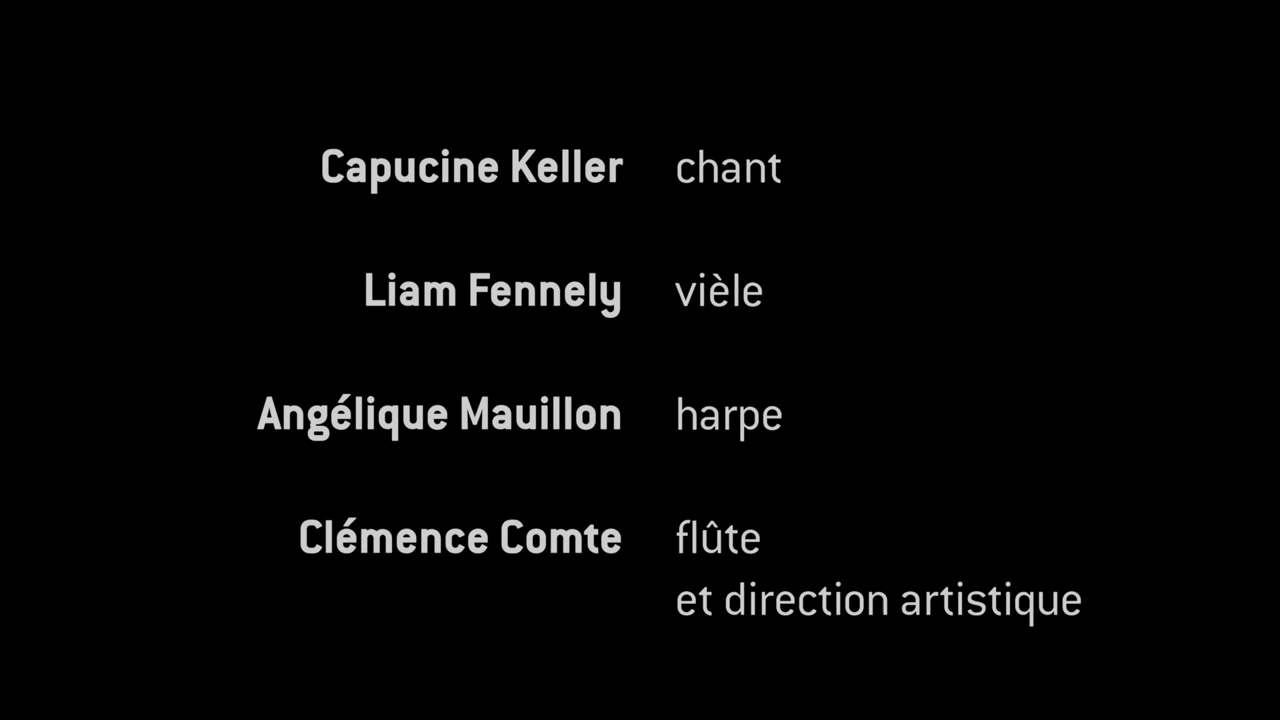 Capucine Keller chant
Liam Fennely vièle
Angélique Mauillon harpe
Clémence Comte flûte
et direction artistique